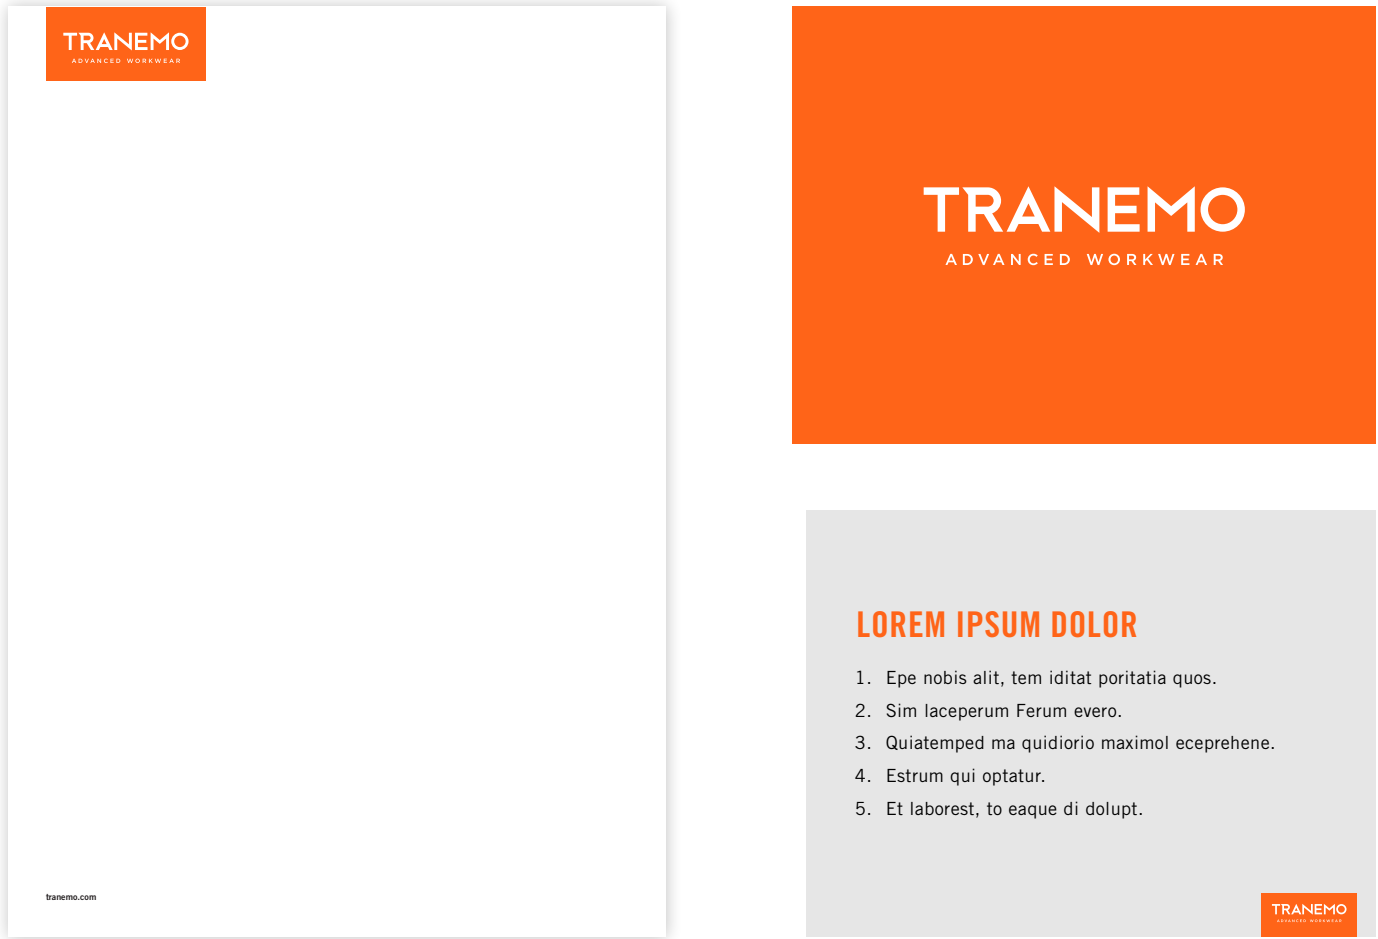 TRANEMO
ADVANCED WORKWEAR
tranemo.com
TRANEMO
ADVANCED WORKWEAR
LOREM IPSUM DOLOR
1. Epe nobis alit, tem iditat poritatia quos.
2. Sim laceperum Ferum evero.
3. Quiatemped ma quidiorio maximol eceprehene.
4. Estrum qui optatur.
5. Et laborest, to eaque di dolupt.
TRANEMO
ADVANCED WORKWEAR